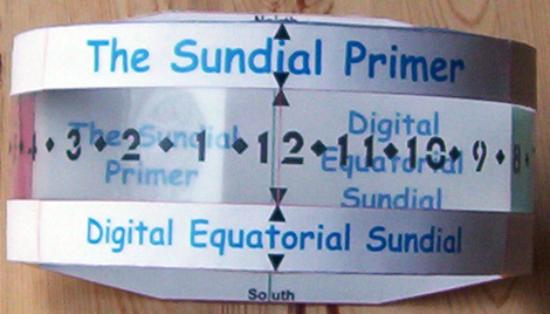 North
The Sundial Primer
4 3 2 1 12 11 10 9 8
The Sundial
Primer
Digital
Equatorial
Sundial
Digital Equatorial Sundial
South